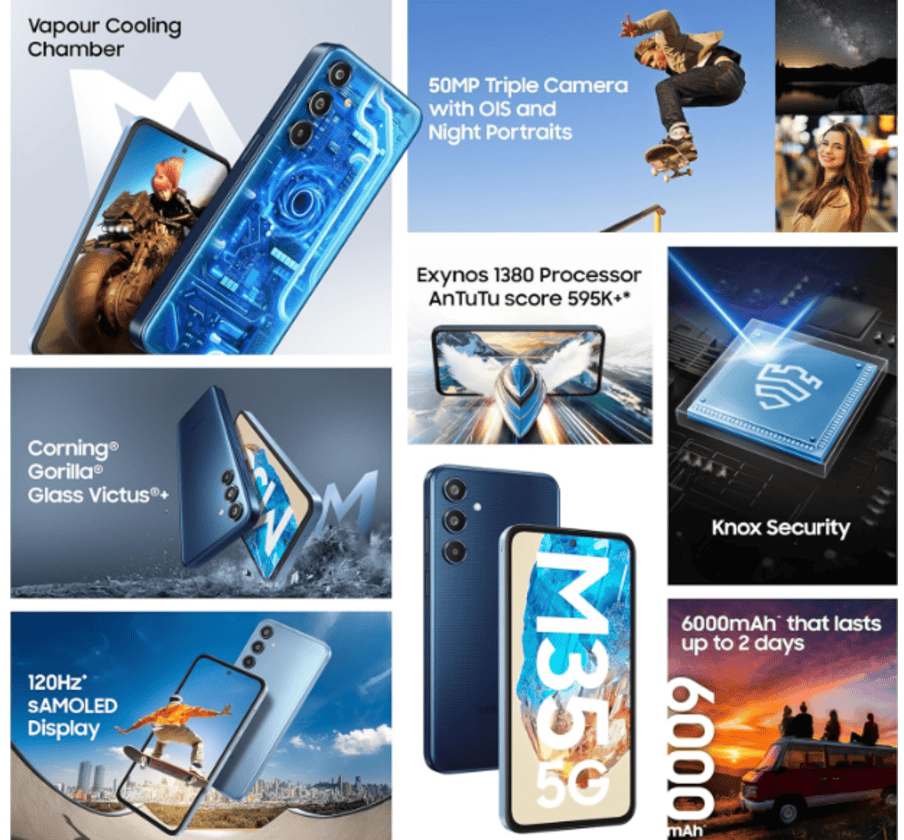 Vapour Cooling
Chamber
50MP Triple Camera
with OIS and
Night Portraits
Exynos 1380 Processor
AnTuTu score 595K+*
Corning®
Gorilla®
Glass Victus®+
Knox Security
M35
5G
120Hz*
sAMOLED
Display
6000mAh^ that lasts
up to 2 days
6000
mAh